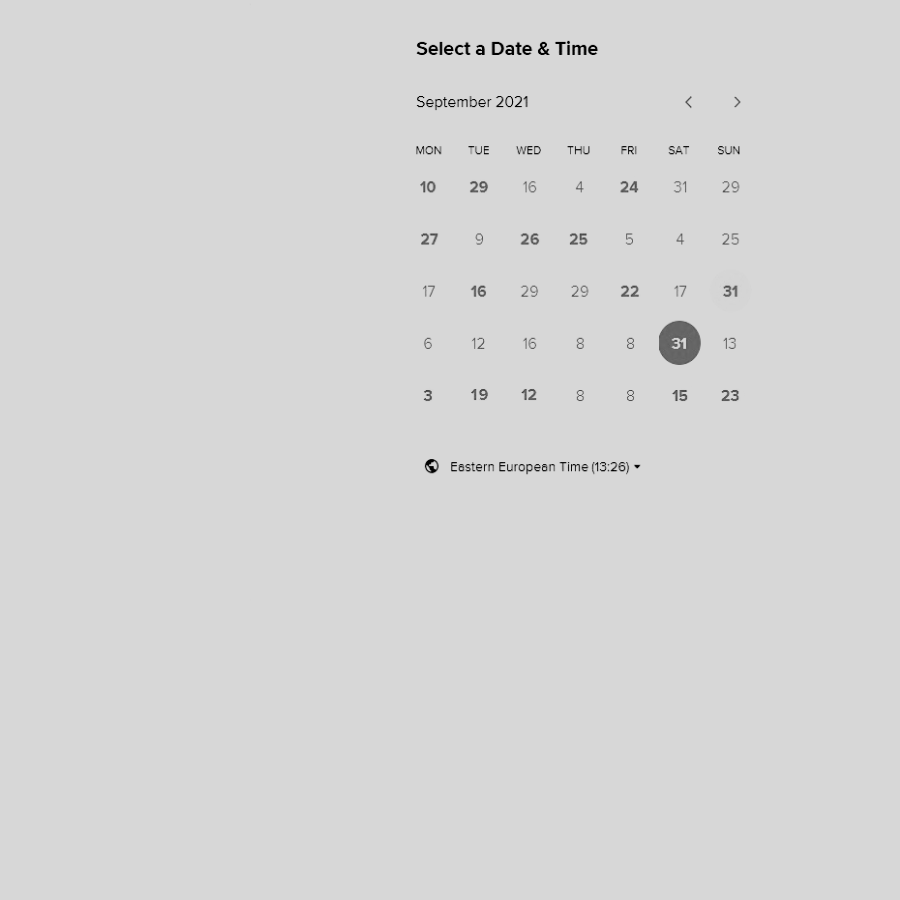 Select a Date & Time
September 2021
MON TUE WED THU FRI SAT SUN
10 29 16 4 24 31 29
27 9 26 25 5 4 25
17 16 29 29 22 17 31
6 12 16 8 8 31 13
3 19 12 8 8 15 23
Eastern European Time (13:26)